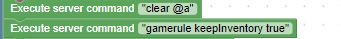 Execute server command "clear @a"
Execute server command "gamerule keepInventory true"